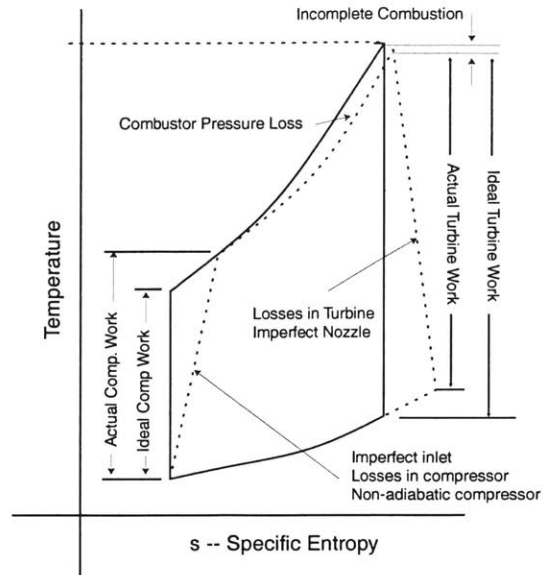 Incomplete Combustion
Combustor Pressure Loss
Temperature
Actual Comp. Work
Ideal Comp Work
Losses in Turbine
Imperfect Nozzle
Actual Turbine Work
Ideal Turbine Work
Imperfect inlet
Losses in compressor
Non-adiabatic compressor
s -- Specific Entropy